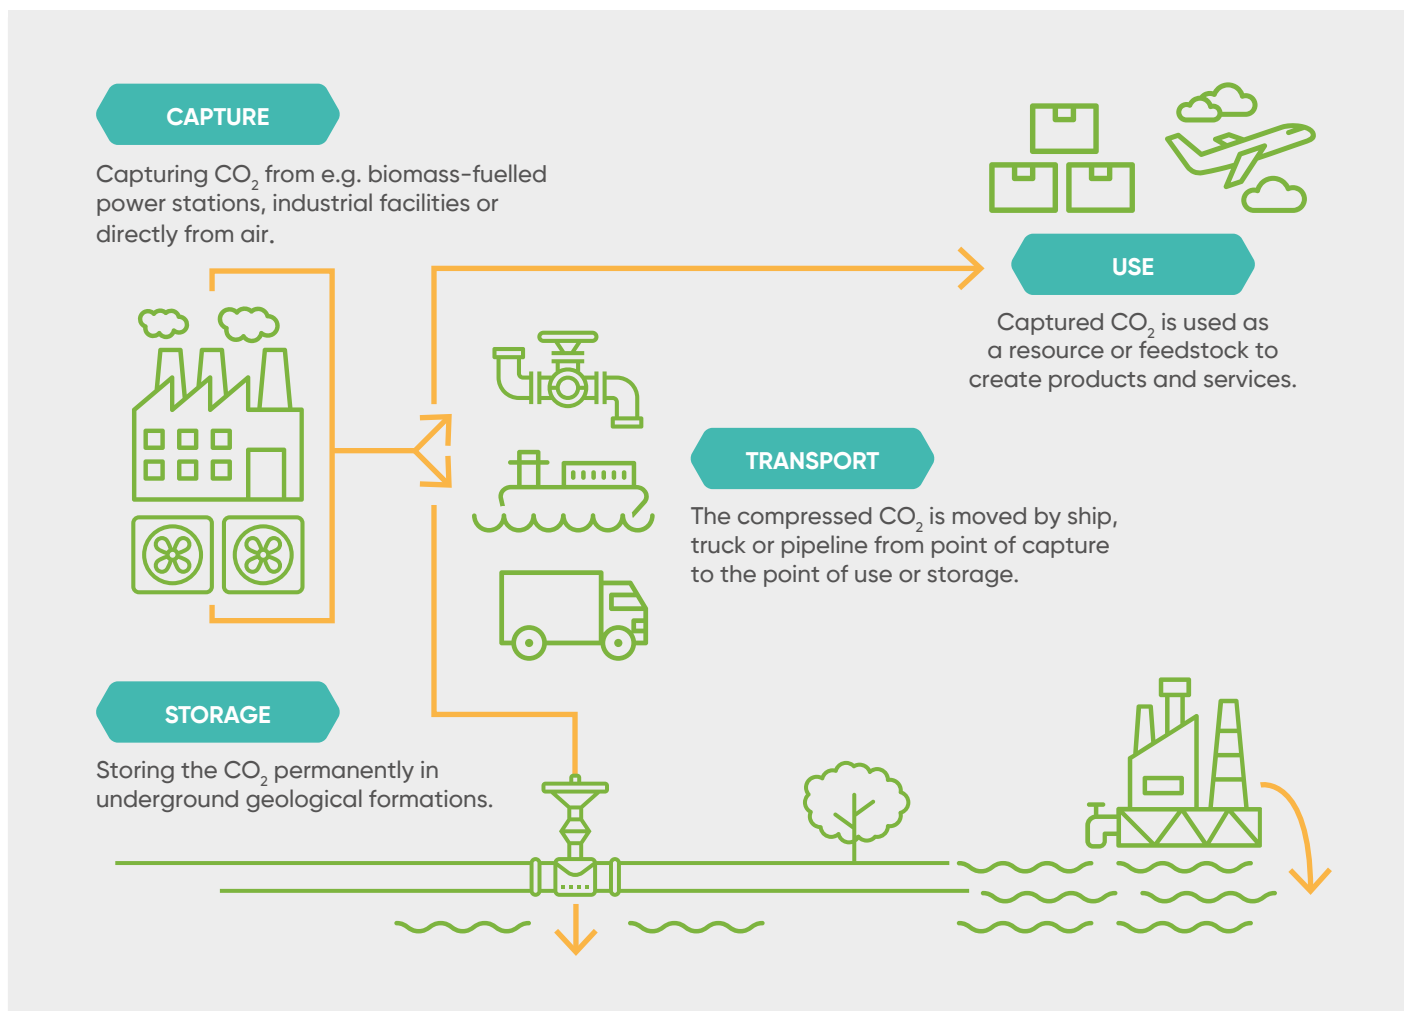 CAPTURE
Capturing CO₂ from e.g. biomass-fuelled
power stations, industrial facilities or
directly from air.
USE
Captured CO₂ is used as
a resource or feedstock to
create products and services.
TRANSPORT
The compressed CO₂ is moved by ship,
truck or pipeline from point of capture
to the point of use or storage.
STORAGE
Storing the CO₂ permanently in
underground geological formations.